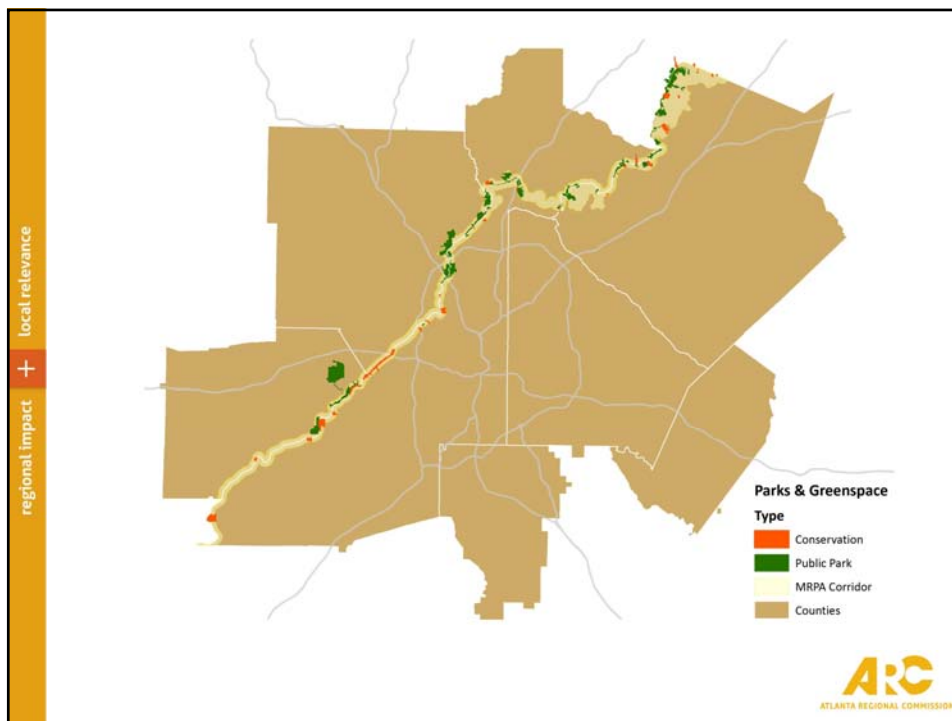 regional impact + local relevance
Parks & Greenspace
Type
Conservation
Public Park
MRPA Corridor
Counties
ARC
ATLANTA REGIONAL COMMISSION